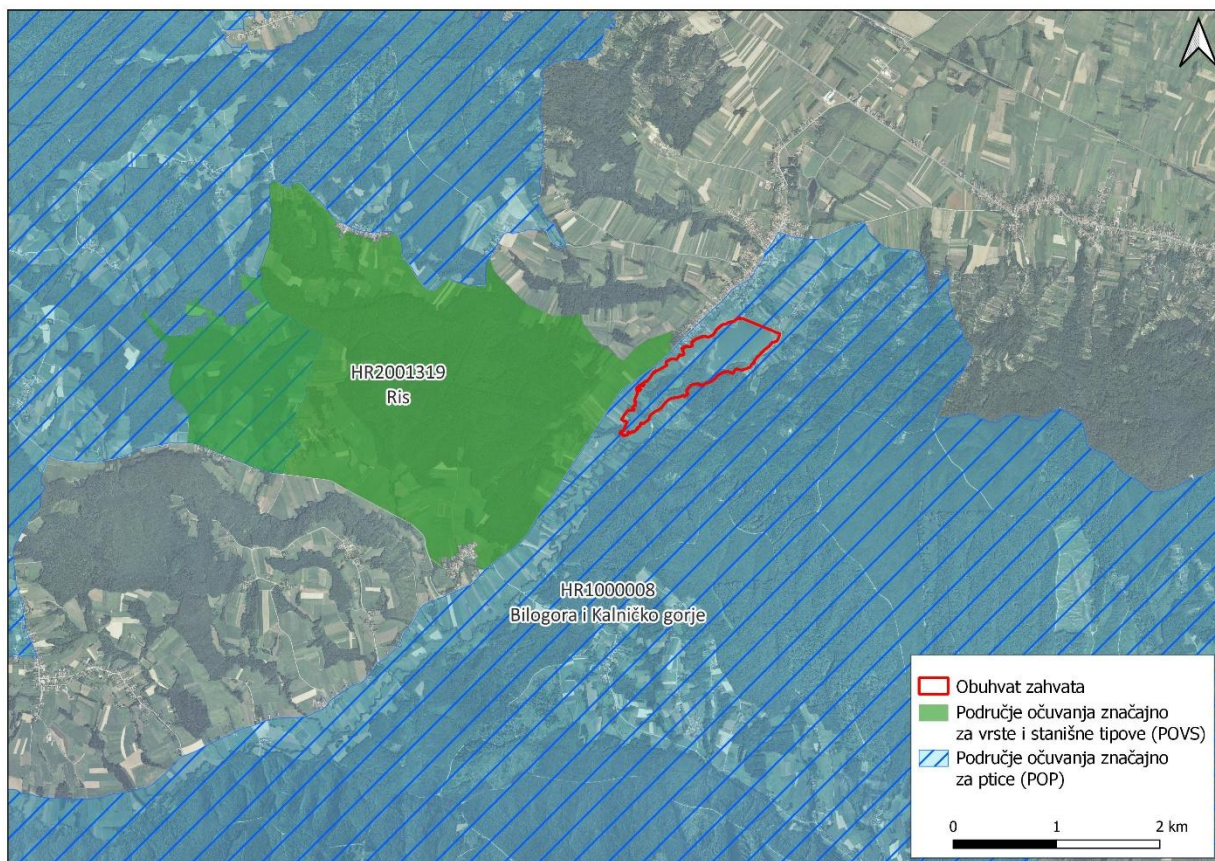 HR2001319
Ris
HR1000008
Bilogora i Kalničko gorje
Obuhvat zahvata
Područje očuvanja značajno
za vrste i stanišne tipove (POVS)
Područje očuvanja značajno
za ptice (POP)
0 1 2 km